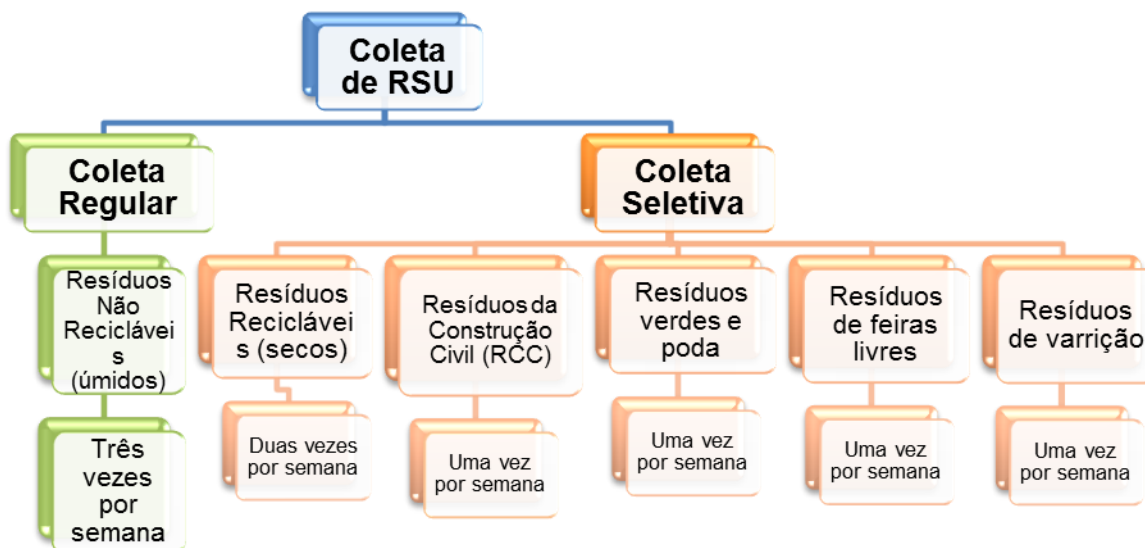 Coleta
de RSU
Coleta
Regular
Coleta
Seletiva
Resíduos
Não
Reciclávei
s
(úmidos)
Resíduos
Reciclávei
s (secos)
Resíduos da
Construção
Civil (RCC)
Resíduos
verdes e
poda
Resíduos
de feiras
livres
Resíduos
de varrição
Três
vezes
por
semana
Duas vezes
por semana
Uma vez
por semana
Uma vez
por semana
Uma vez
por semana
Uma vez
por semana